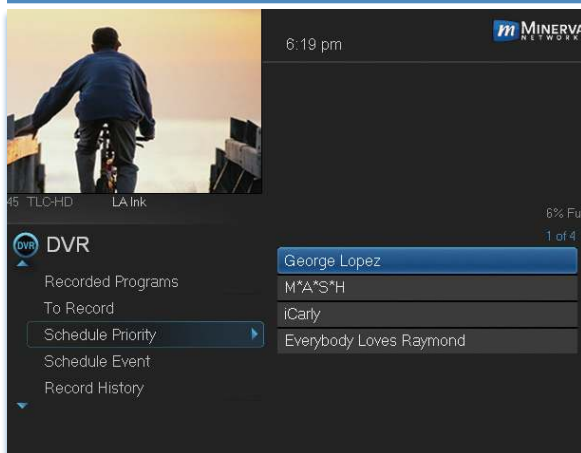 6:19 pm
m MINERVA
NETWORK
45 TLC-HD LA Ink
6% Fu
1 of 4
DVR DVR
Recorded Programs
To Record
Schedule Priority
Schedule Event
Record History
George Lopez
M*A*S*H
iCarly
Everybody Loves Raymond